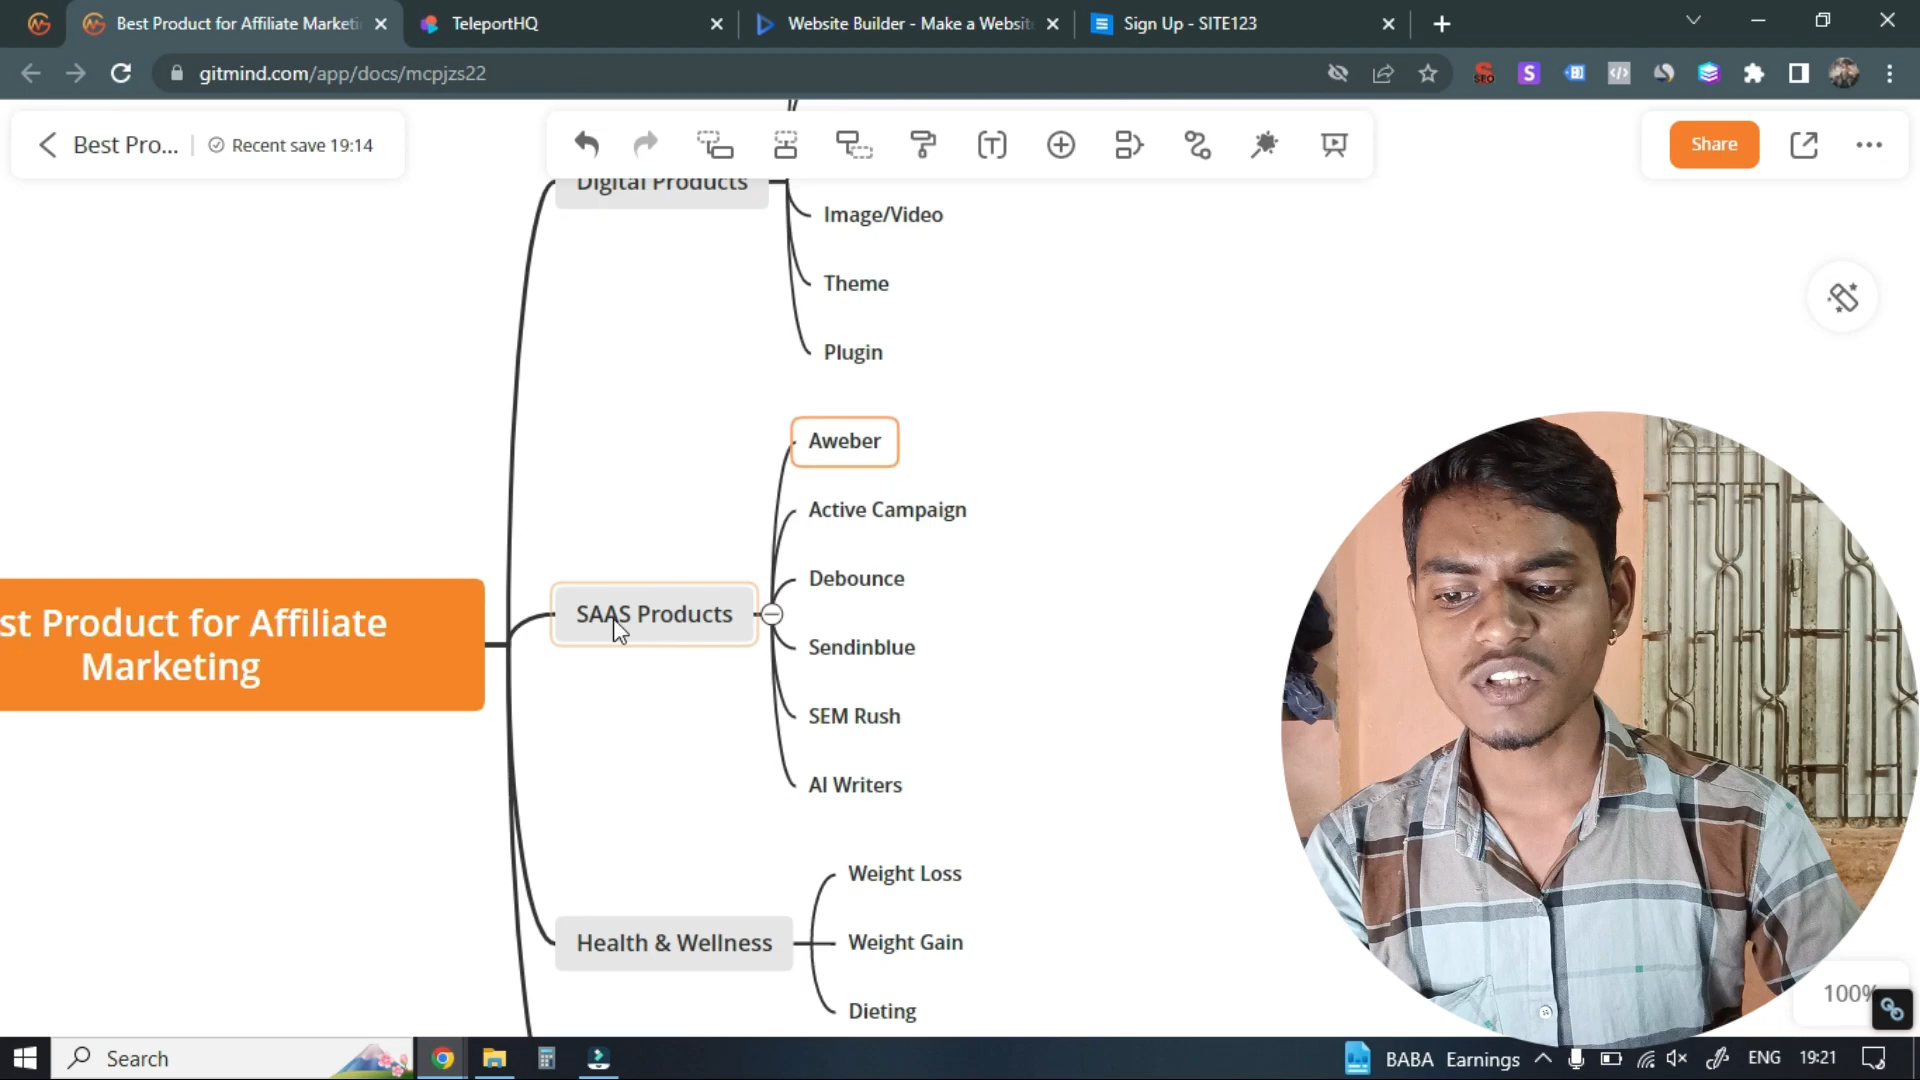 Best Product for Affiliate Marketi
TeleportHQ
Website Builder - Make a Websit
Sign Up - SITE123
gitmind.com/app/docs/mcpjzs22
SEO
S
Best Pro...
Recent save 19:14
Share
Digital Products
Image/Video
Theme
Plugin
Aweber
Active Campaign
Debounce
SAAS Products
Sendinblue
SEM Rush
AI Writers
st Product for Affiliate
Marketing
Weight Loss
Health & Wellness
Weight Gain
Dieting
100%
Search
BABA Earnings
ENG
19:21